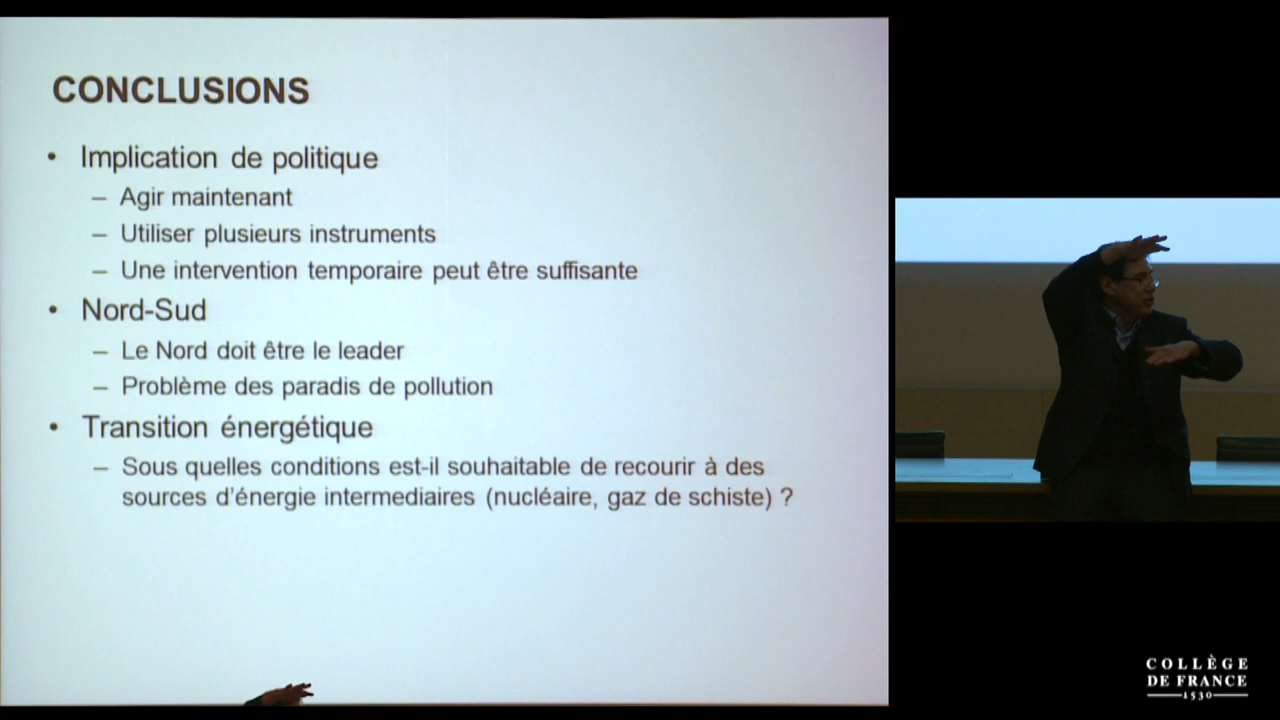 CONCLUSIONS
• Implication de politique
– Agir maintenant
– Utiliser plusieurs instruments
– Une intervention temporaire peut être suffisante
• Nord-Sud
– Le Nord doit être le leader
– Problème des paradis de pollution
• Transition énergétique
– Sous quelles conditions est-il souhaitable de recourir à des
sources d'énergie intermediaires (nucléaire, gaz de schiste) ?
COLLÈGE
DE FRANCE
1530